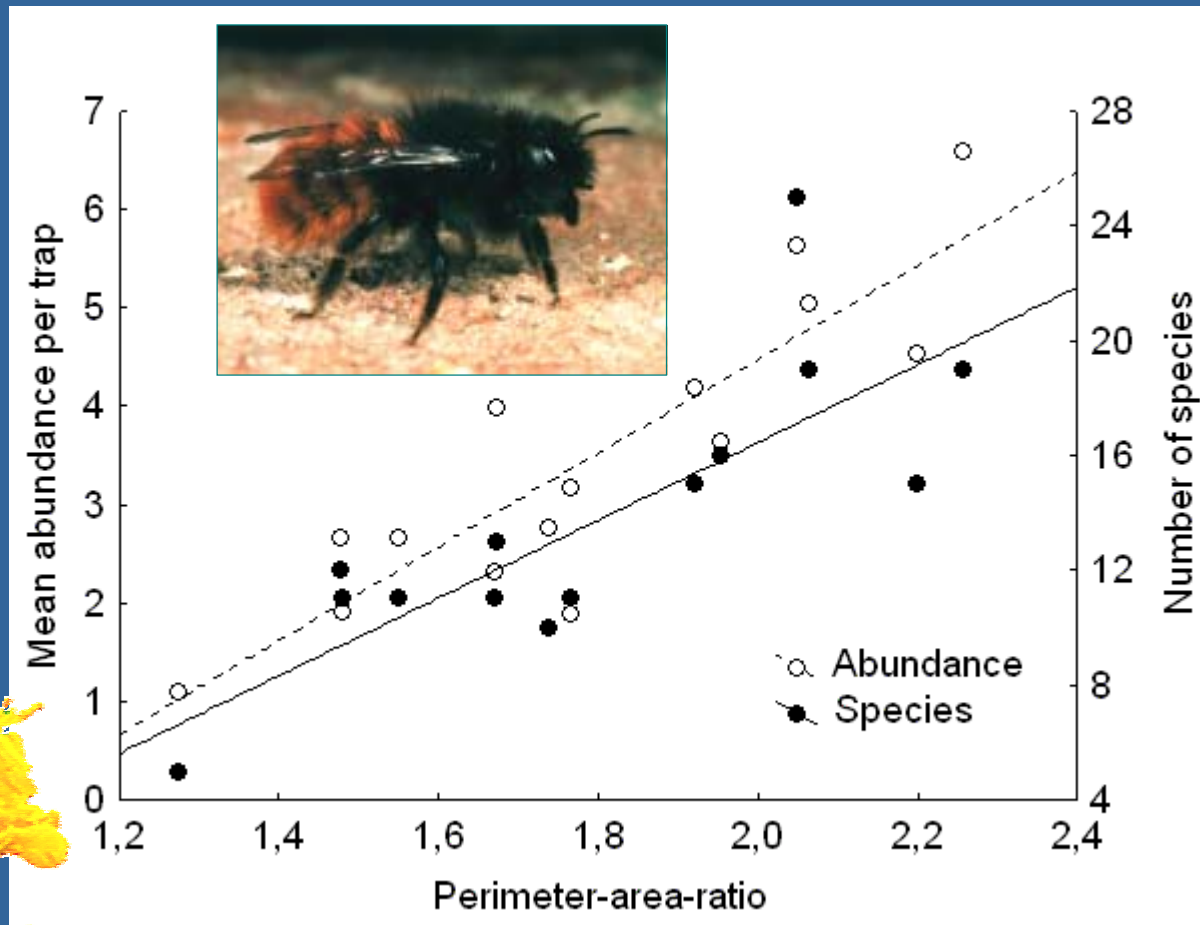 7
6
5
4
3
2
1
0
Mean abundance per trap
28
24
20
16
12
8
4
Number of species
Abundance
Species
1,2 1,4 1,6 1,8 2,0 2,2 2,4
Perimeter-area-ratio